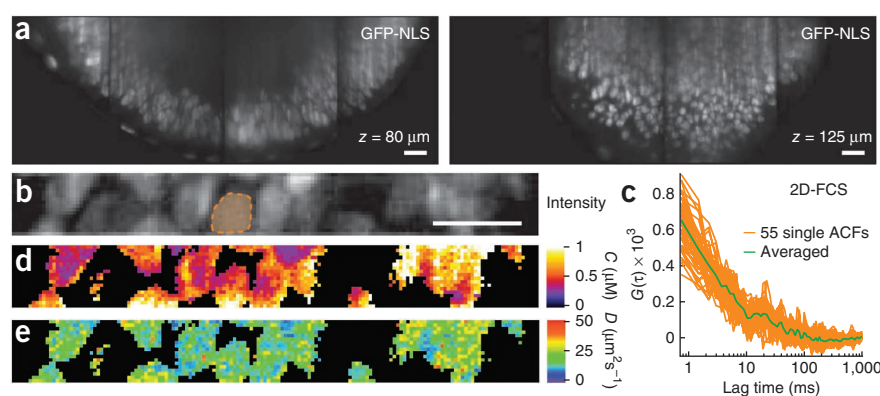 a
GFP-NLS
z = 80 μm
GFP-NLS
z = 125 μm
b
Intensity
c
2D-FCS
55 single ACFs
Averaged
G(τ) × 10³
0.8
0.6
0.4
0.2
0
1
10
100
1,000
Lag time (ms)
d
1
0.5
0
C (μM)
e
50
25
0
D (μm²s⁻¹)